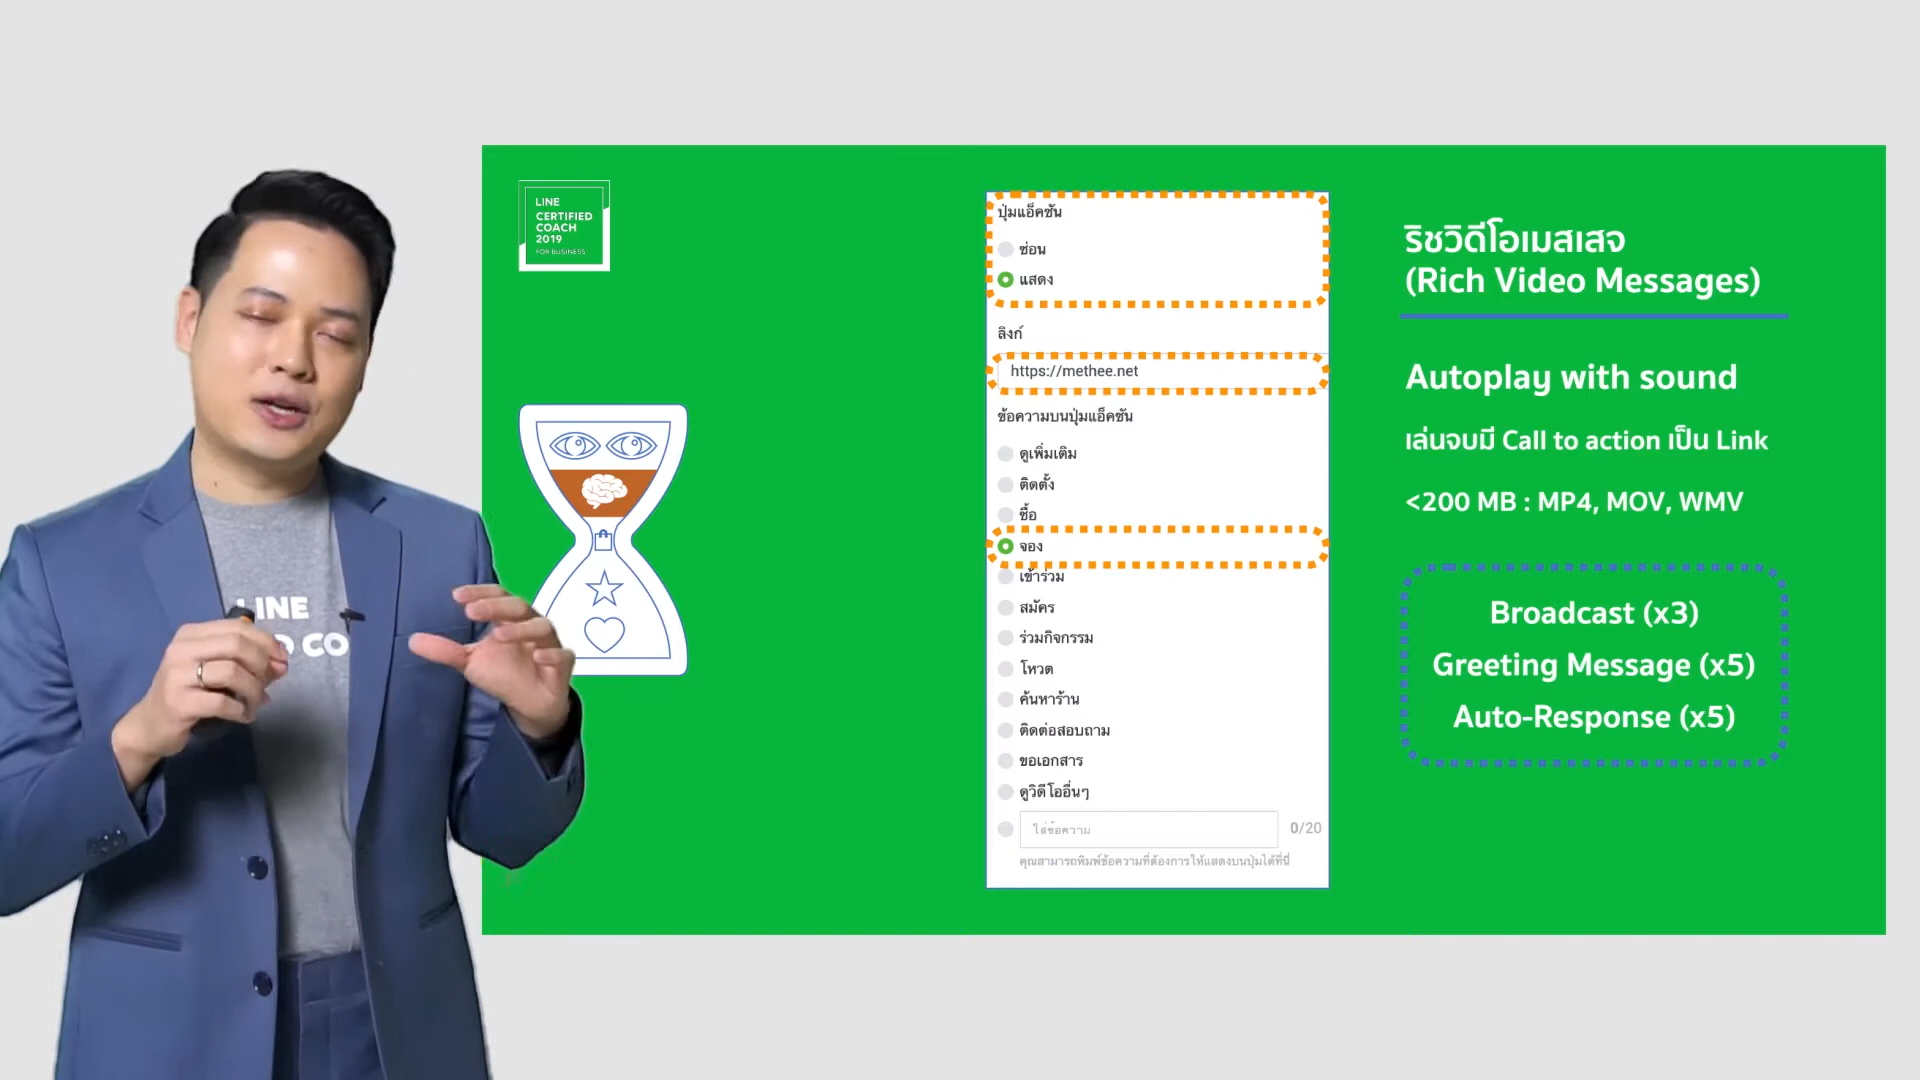 LINE
CERTIFIED
COACH
2019
FOR BUSINESS
LINE
CO
ปุ่มแอ็คชัน
ซ่อน
แสดง
ลิงก์
https://methee.net
ข้อความบนปุ่มแอ็คชัน
ดูเพิ่มเติม
ติดตั้ง
ซื้อ
จอง
เข้าร่วม
สมัคร
ร่วมกิจกรรม
โหวต
ค้นหาร้าน
ติดต่อสอบถาม
ขอเอกสาร
ดูวิดีโออื่นๆ
ใส่ข้อความ 0/20
คุณสามารถพิมพ์ข้อความที่ต้องการให้แสดงบนปุ่มได้ที่นี่
ริชวิดีโอเมสเสจ
(Rich Video Messages)
Autoplay with sound
เล่นจบมี Call to action เป็น Link
<200 MB : MP4, MOV, WMV
Broadcast (x3)
Greeting Message (x5)
Auto-Response (x5)